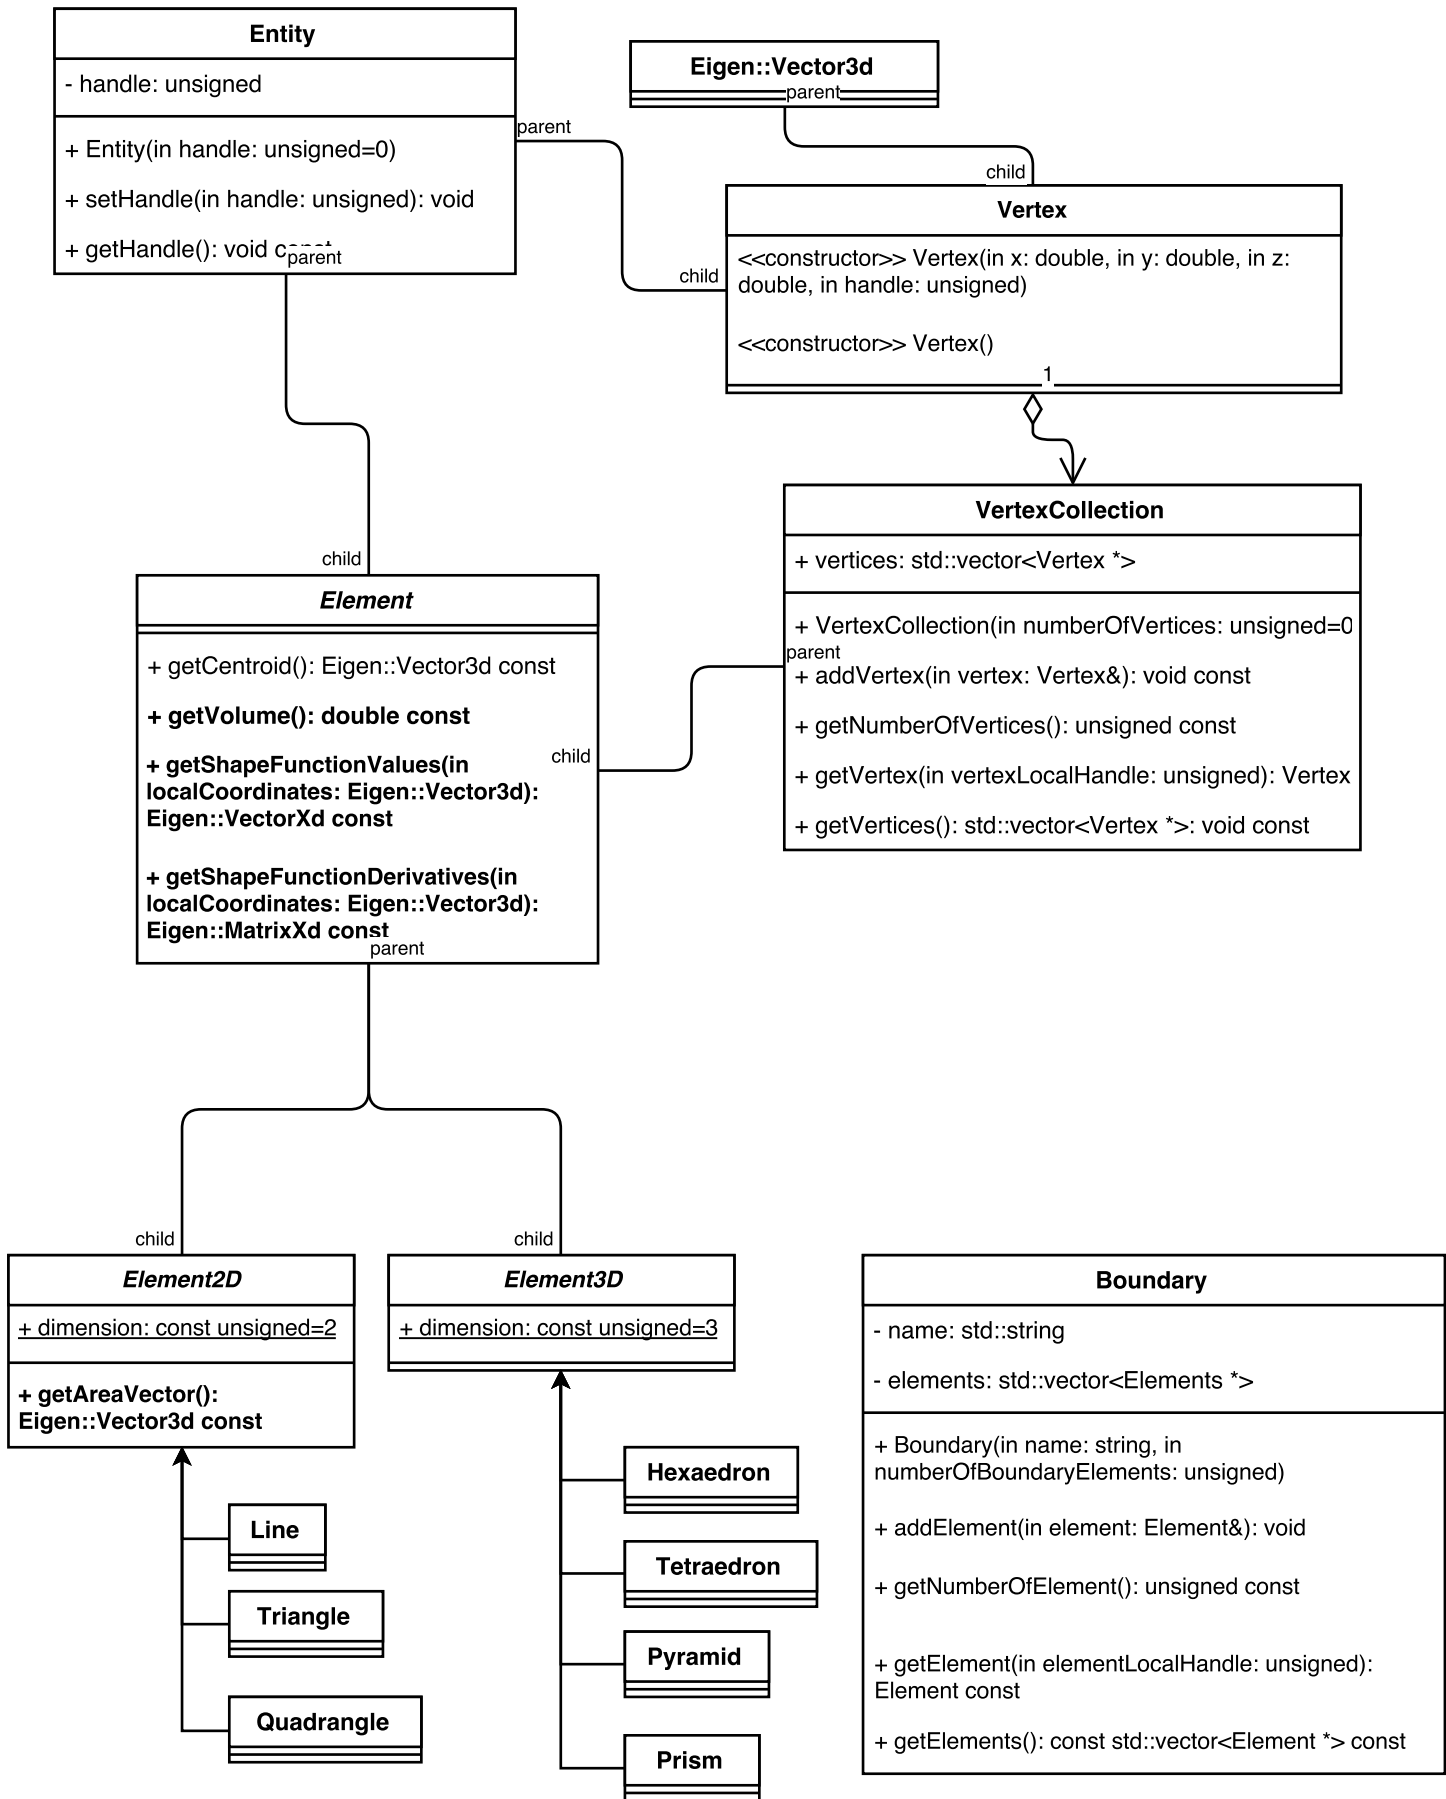 Entity
- handle: unsigned
+ Entity(in handle: unsigned=0)
+ setHandle(in handle: unsigned): void
+ getHandle(): void const
parent
parent
Eigen::Vector3d
parent
child
Vertex
<<constructor>> Vertex(in x: double, in y: double, in z:
double, in handle: unsigned)
<<constructor>> Vertex()
1
child
VertexCollection
+ vertices: std::vector<Vertex *>
+ VertexCollection(in numberOfVertices: unsigned=0
parent
+ addVertex(in vertex: Vertex&): void const
+ getNumberOfVertices(): unsigned const
+ getVertex(in vertexLocalHandle: unsigned): Vertex
+ getVertices(): std::vector<Vertex *>: void const
child
Element
+ getCentroid(): Eigen::Vector3d const
+ getVolume(): double const
+ getShapeFunctionValues(in
localCoordinates: Eigen::Vector3d):
Eigen::VectorXd const
child
+ getShapeFunctionDerivatives(in
localCoordinates: Eigen::Vector3d):
Eigen::MatrixXd const
parent
child
Element2D
+ dimension: const unsigned=2
+ getAreaVector():
Eigen::Vector3d const
Line
Triangle
Quadrangle
child
Element3D
+ dimension: const unsigned=3
Hexaedron
Tetraedron
Pyramid
Prism
Boundary
- name: std::string
- elements: std::vector<Elements *>
+ Boundary(in name: string, in
numberOfBoundaryElements: unsigned)
+ addElement(in element: Element&): void
+ getNumberOfElement(): unsigned const
+ getElement(in elementLocalHandle: unsigned):
Element const
+ getElements(): const std::vector<Element *> const